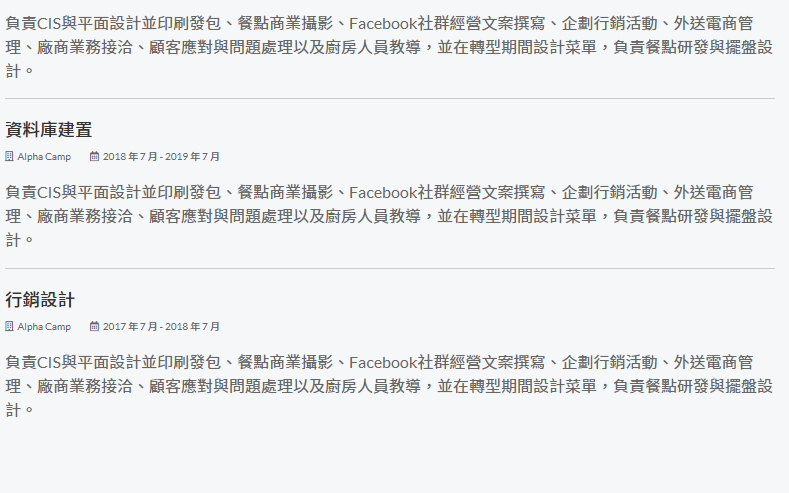 負責CIS與平面設計並印刷發包、餐點商業攝影、Facebook社群經營文案撰寫、企劃行銷活動、外送電商管
理、廠商業務接洽、顧客應對與問題處理以及廚房人員教導，並在轉型期間設計菜單，負責餐點研發與擺盤設
計。
資料庫建置
Alpha Camp 2018 年 7 月 - 2019 年 7 月
負責CIS與平面設計並印刷發包、餐點商業攝影、Facebook社群經營文案撰寫、企劃行銷活動、外送電商管
理、廠商業務接洽、顧客應對與問題處理以及廚房人員教導，並在轉型期間設計菜單，負責餐點研發與擺盤設
計。
行銷設計
Alpha Camp 2017 年 7 月 - 2018 年 7 月
負責CIS與平面設計並印刷發包、餐點商業攝影、Facebook社群經營文案撰寫、企劃行銷活動、外送電商管
理、廠商業務接洽、顧客應對與問題處理以及廚房人員教導，並在轉型期間設計菜單，負責餐點研發與擺盤設
計。